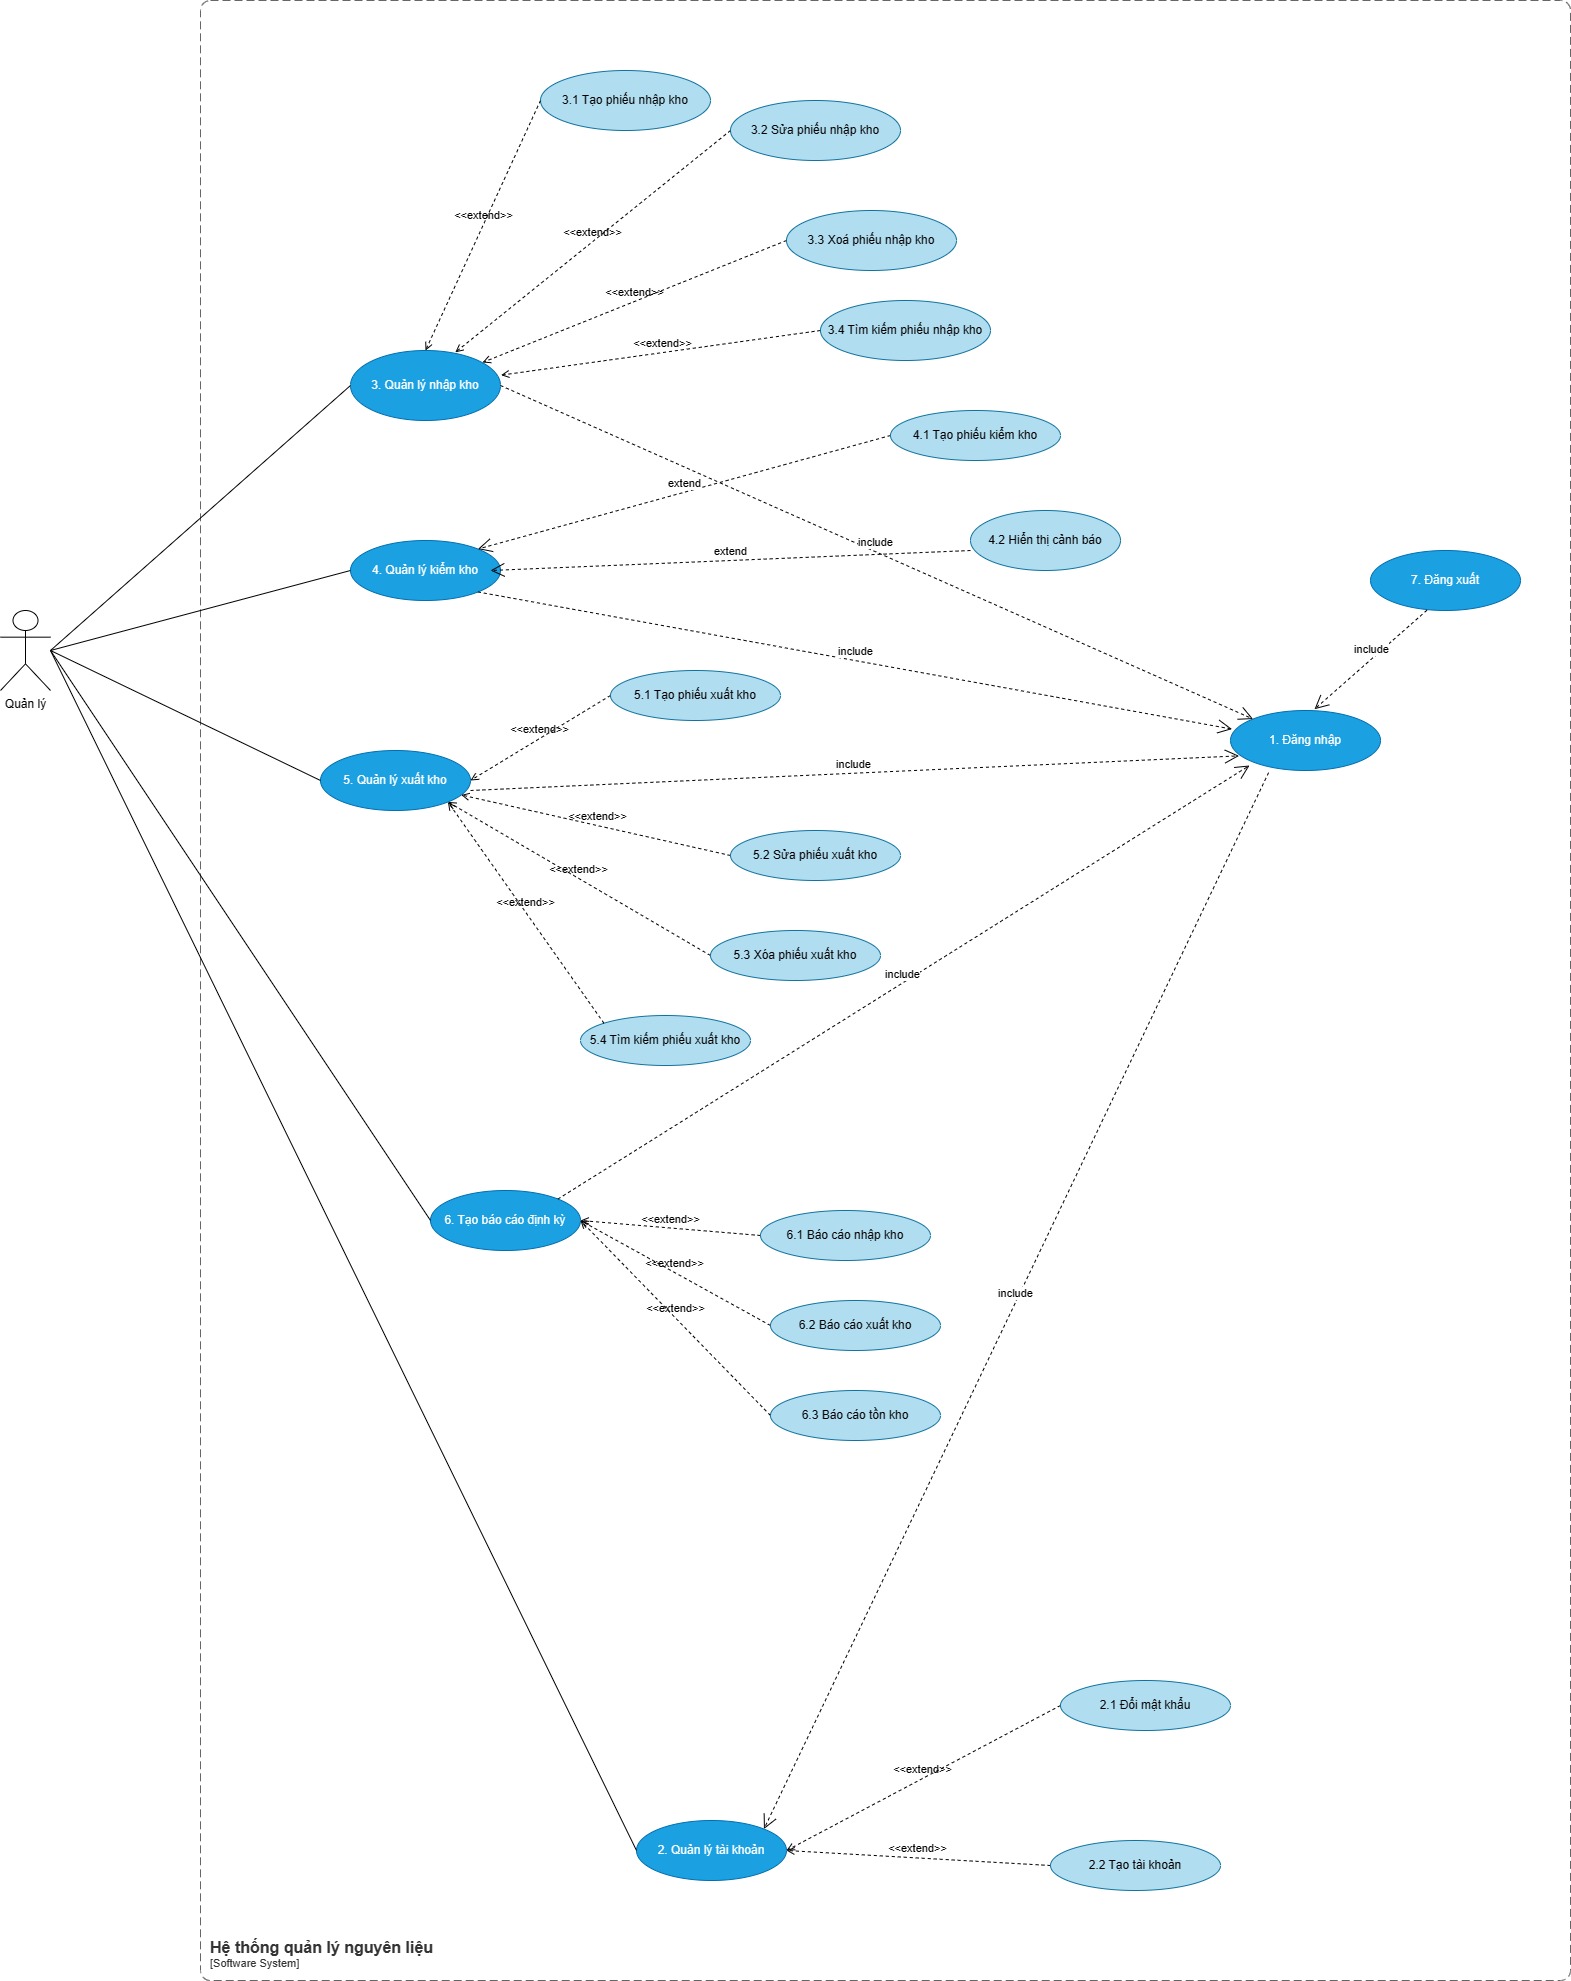 3.1 Tạo phiếu nhập kho
3.2 Sửa phiếu nhập kho
<<extend>>
<<extend>>
3.3 Xoá phiếu nhập kho
<<extend>>
3.4 Tìm kiếm phiếu nhập kho
<<extend>>
3. Quản lý nhập kho
4.1 Tạo phiếu kiểm kho
extend
4.2 Hiển thị cảnh báo
include
extend
4. Quản lý kiểm kho
7. Đăng xuất
include
include
Quản lý
5.1 Tạo phiếu xuất kho
<<extend>>
1. Đăng nhập
include
5. Quản lý xuất kho
<<extend>>
5.2 Sửa phiếu xuất kho
<<extend>>
<<extend>>
5.3 Xóa phiếu xuất kho
include
5.4 Tìm kiếm phiếu xuất kho
6. Tạo báo cáo định kỳ
<<extend>>
6.1 Báo cáo nhập kho
<<extend>>
include
<<extend>>
6.2 Báo cáo xuất kho
6.3 Báo cáo tồn kho
2.1 Đổi mật khẩu
<<extend>>
2. Quản lý tài khoản
<<extend>>
2.2 Tạo tài khoản
Hệ thống quản lý nguyên liệu
[Software System]